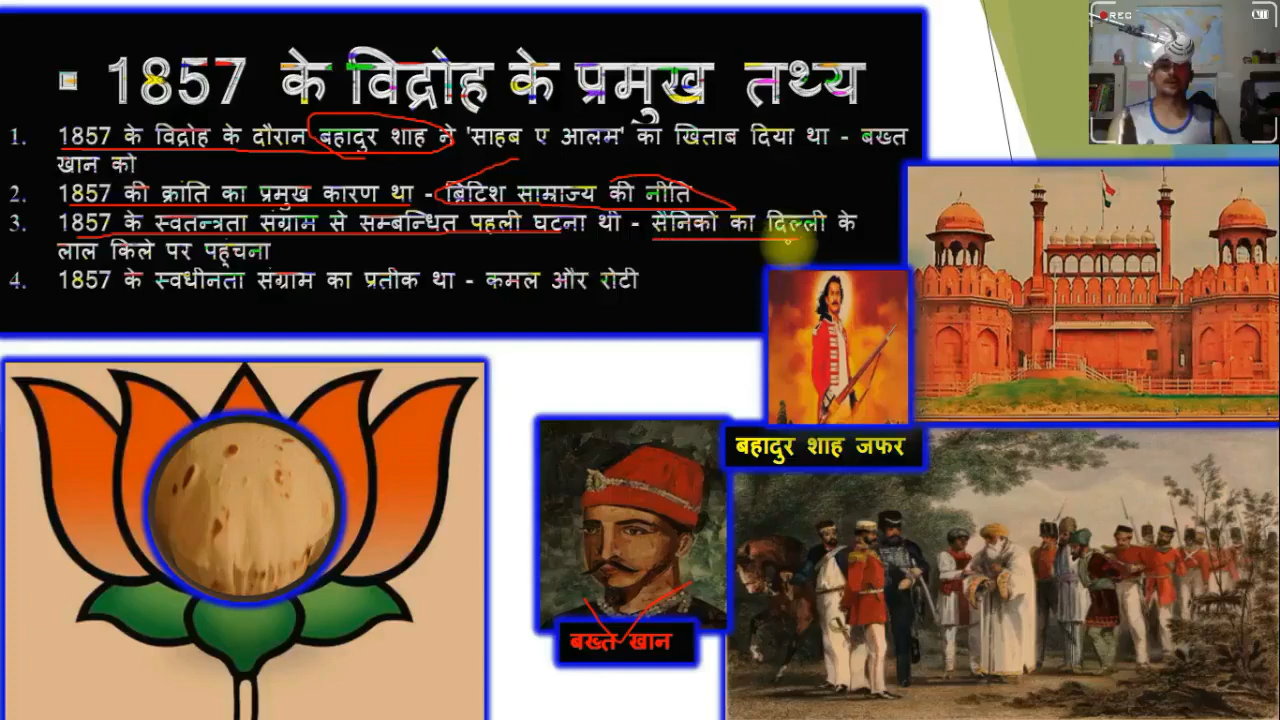 REC
▪ 1857 के विद्रोह के प्रमुख तथ्य
1. 1857 के विद्रोह के दौरान बहादुर शाह ने 'साहब ए आलम' का खिताब दिया था - बख्त
खान को
2. 1857 की क्रांति का प्रमुख कारण था - ब्रिटिश साम्राज्य की नीति
3. 1857 के स्वतन्त्रता संग्राम से सम्बन्धित पहली घटना थी - सैनिको का दिल्ली के
लाल किले पर पहूंचना
4. 1857 के स्वधीनता संग्राम का प्रतीक था - कमल और रोटी
बहादुर शाह जफर
बख्त खान